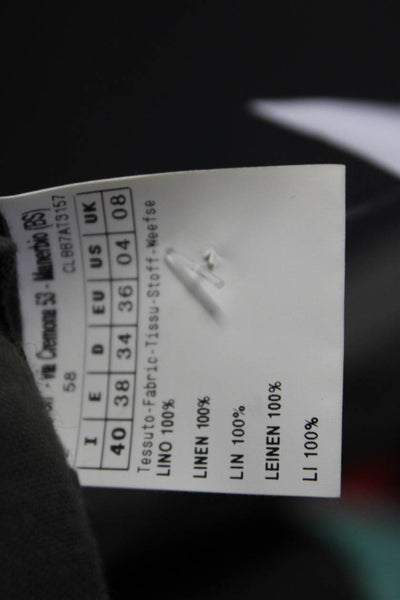 Via Cremona 53 - Manerbio (BS)
58 CL887AT3157
I E D EU US UK
40 38 34 36 04 08
Tessuto-Fabric-Tissu-Stoff-Weefse
LINO 100%
LINEN 100%
LIN 100%
LEINEN 100%
LI 100%